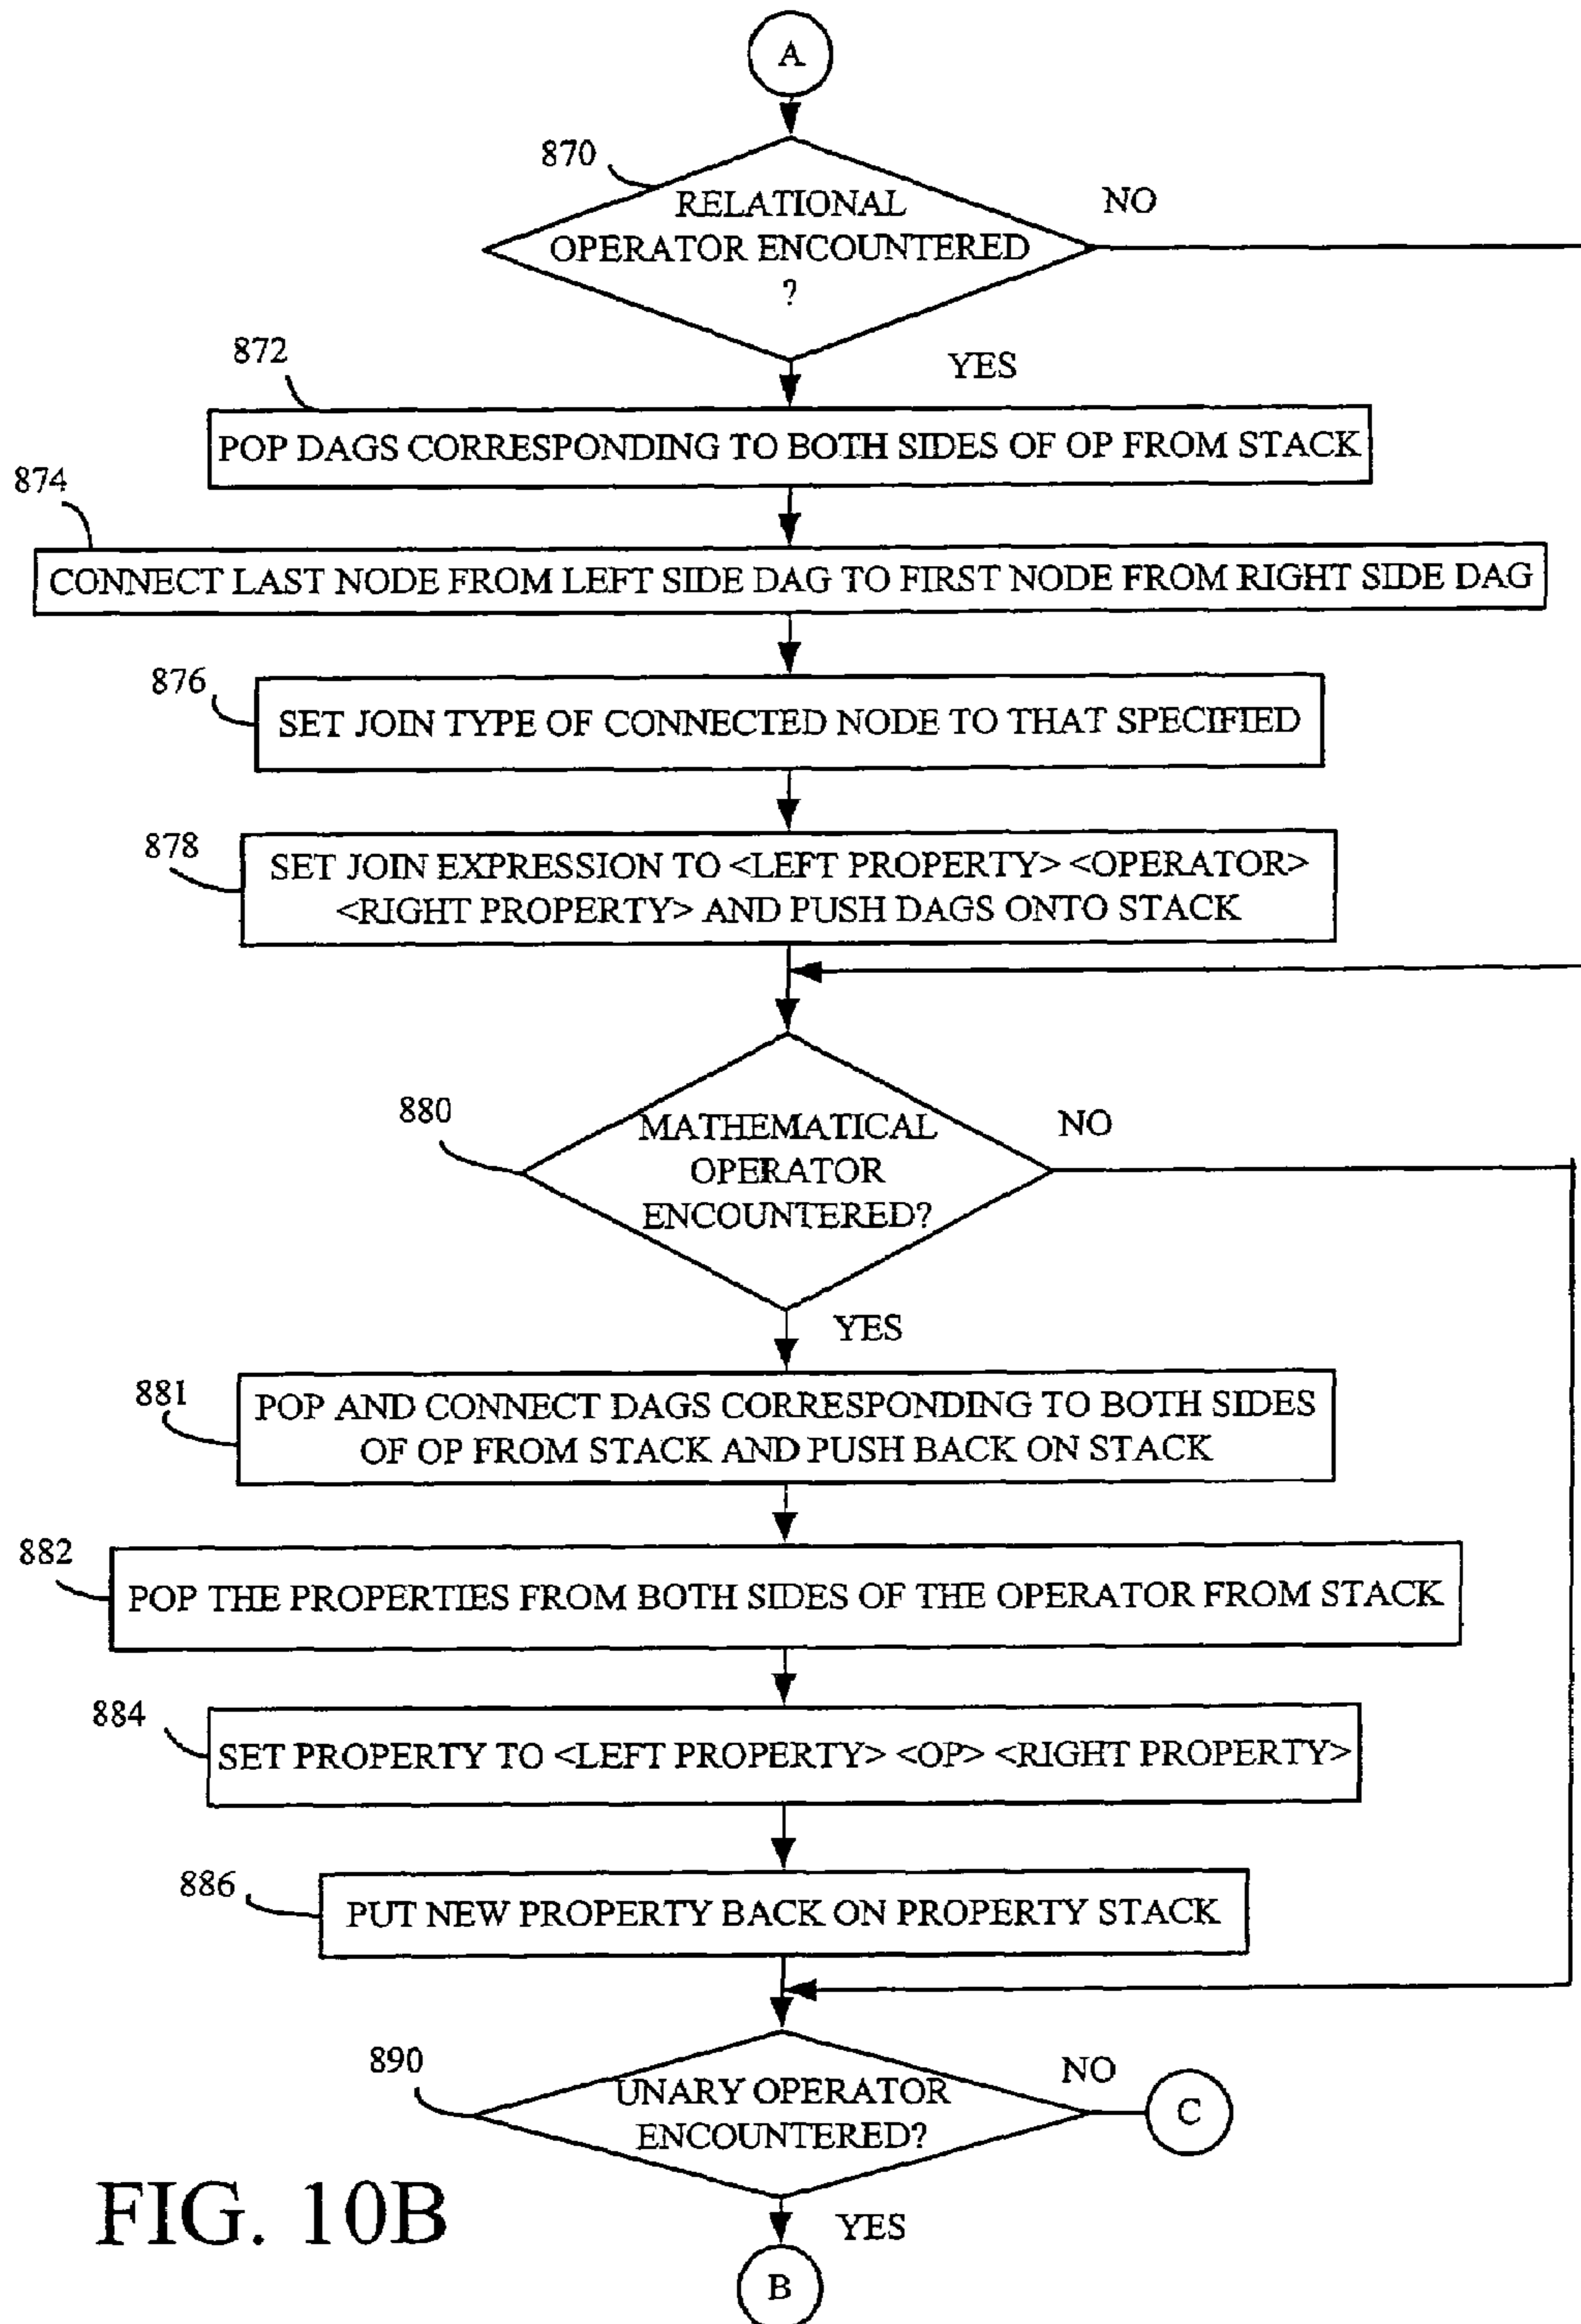 A
870
RELATIONAL
OPERATOR ENCOUNTERED
?
NO
YES
872
POP DAGS CORRESPONDING TO BOTH SIDES OF OP FROM STACK
874
CONNECT LAST NODE FROM LEFT SIDE DAG TO FIRST NODE FROM RIGHT SIDE DAG
876
SET JOIN TYPE OF CONNECTED NODE TO THAT SPECIFIED
878
SET JOIN EXPRESSION TO <LEFT PROPERTY> <OPERATOR>
<RIGHT PROPERTY> AND PUSH DAGS ONTO STACK
880
MATHEMATICAL
OPERATOR
ENCOUNTERED?
NO
YES
881
POP AND CONNECT DAGS CORRESPONDING TO BOTH SIDES
OF OP FROM STACK AND PUSH BACK ON STACK
882
POP THE PROPERTIES FROM BOTH SIDES OF THE OPERATOR FROM STACK
884
SET PROPERTY TO <LEFT PROPERTY> <OP> <RIGHT PROPERTY>
886
PUT NEW PROPERTY BACK ON PROPERTY STACK
890
UNARY OPERATOR
ENCOUNTERED?
NO
C
YES
B
FIG. 10B